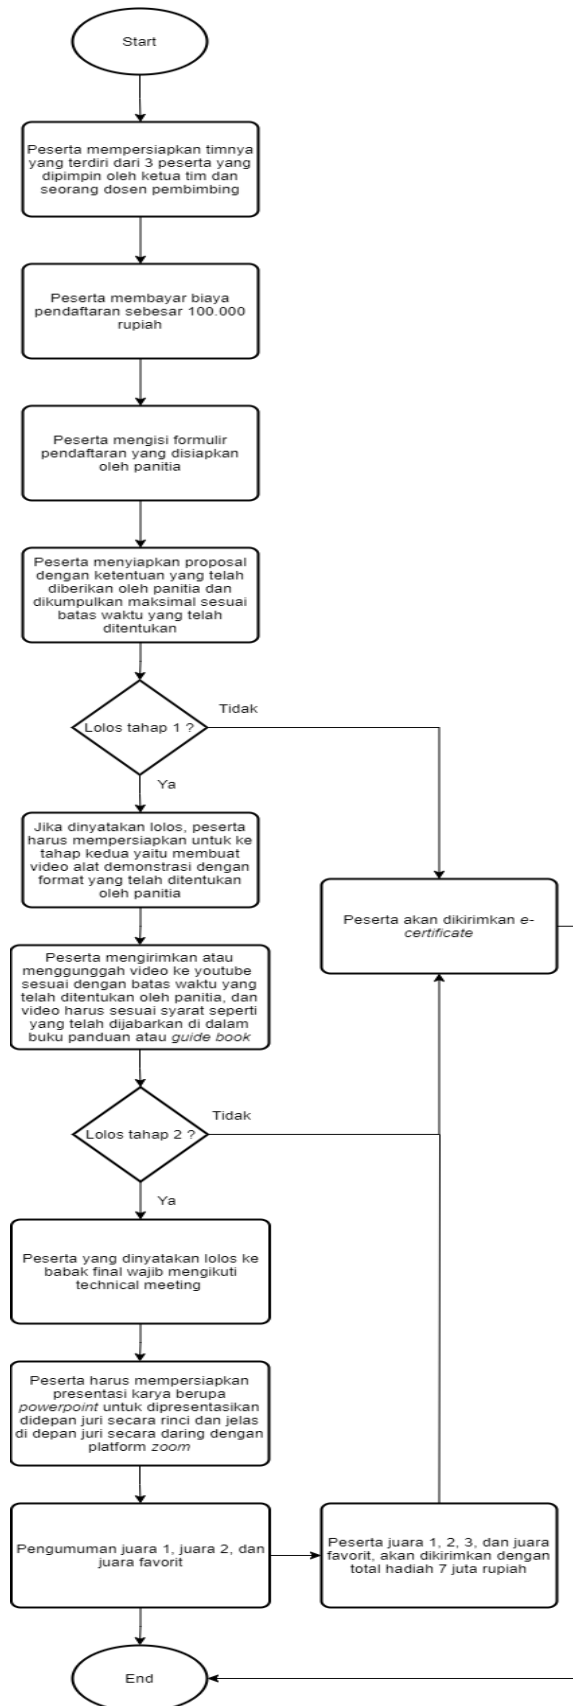 Start
Peserta mempersiapkan timnya
yang terdiri dari 3 peserta yang
dipimpin oleh ketua tim dan
seorang dosen pembimbing
Peserta membayar biaya
pendaftaran sebesar 100.000
rupiah
Peserta mengisi formulir
pendaftaran yang disiapkan
oleh panitia
Peserta menyiapkan proposal
dengan ketentuan yang telah
diberikan oleh panitia dan
dikumpulkan maksimal sesuai
batas waktu yang telah
ditentukan
Lolos tahap 1 ?
Tidak
Ya
Jika dinyatakan lolos, peserta
harus mempersiapkan untuk ke
tahap kedua yaitu membuat
video alat demonstrasi dengan
format yang telah ditentukan
oleh panitia
Peserta akan dikirimkan e-
certificate
Peserta mengirimkan atau
menggunggah video ke youtube
sesuai dengan batas waktu yang
telah ditentukan oleh panitia, dan
video harus sesuai syarat seperti
yang telah dijabarkan di dalam
buku panduan atau guide book
Lolos tahap 2 ?
Tidak
Ya
Peserta yang dinyatakan lolos ke
babak final wajib mengikuti
technical meeting
Peserta harus mempersiapkan
presentasi karya berupa
powerpoint untuk dipresentasikan
didepan juri secara rinci dan jelas
di depan juri secara daring dengan
platform zoom
Pengumuman juara 1, juara 2, dan
juara favorit
Peserta juara 1, 2, 3, dan juara
favorit, akan dikirimkan dengan
total hadiah 7 juta rupiah
End